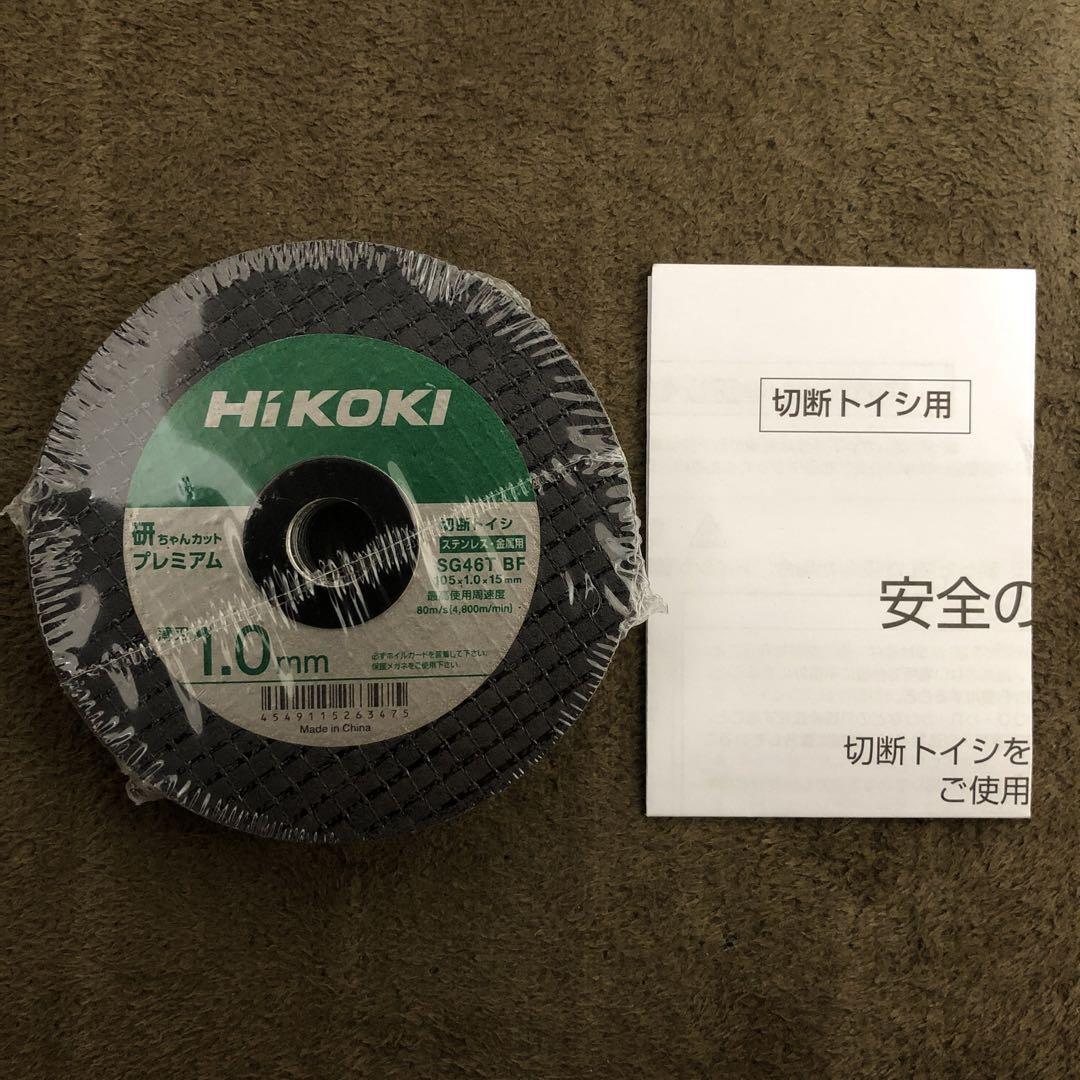 HiKOKI
研ちゃんカット
プレミアム
切断トイシ
ステンレス・金属用
SG46T BF
105×1.0×15mm
最高使用周速度
80m/s(4,800m/min)
1.0mm
必ずホイルガードを装着して下さい。
保護メガネをご使用下さい。
4549115263475
Made in China
切断トイシ用
安全の
切断トイシを
ご使用